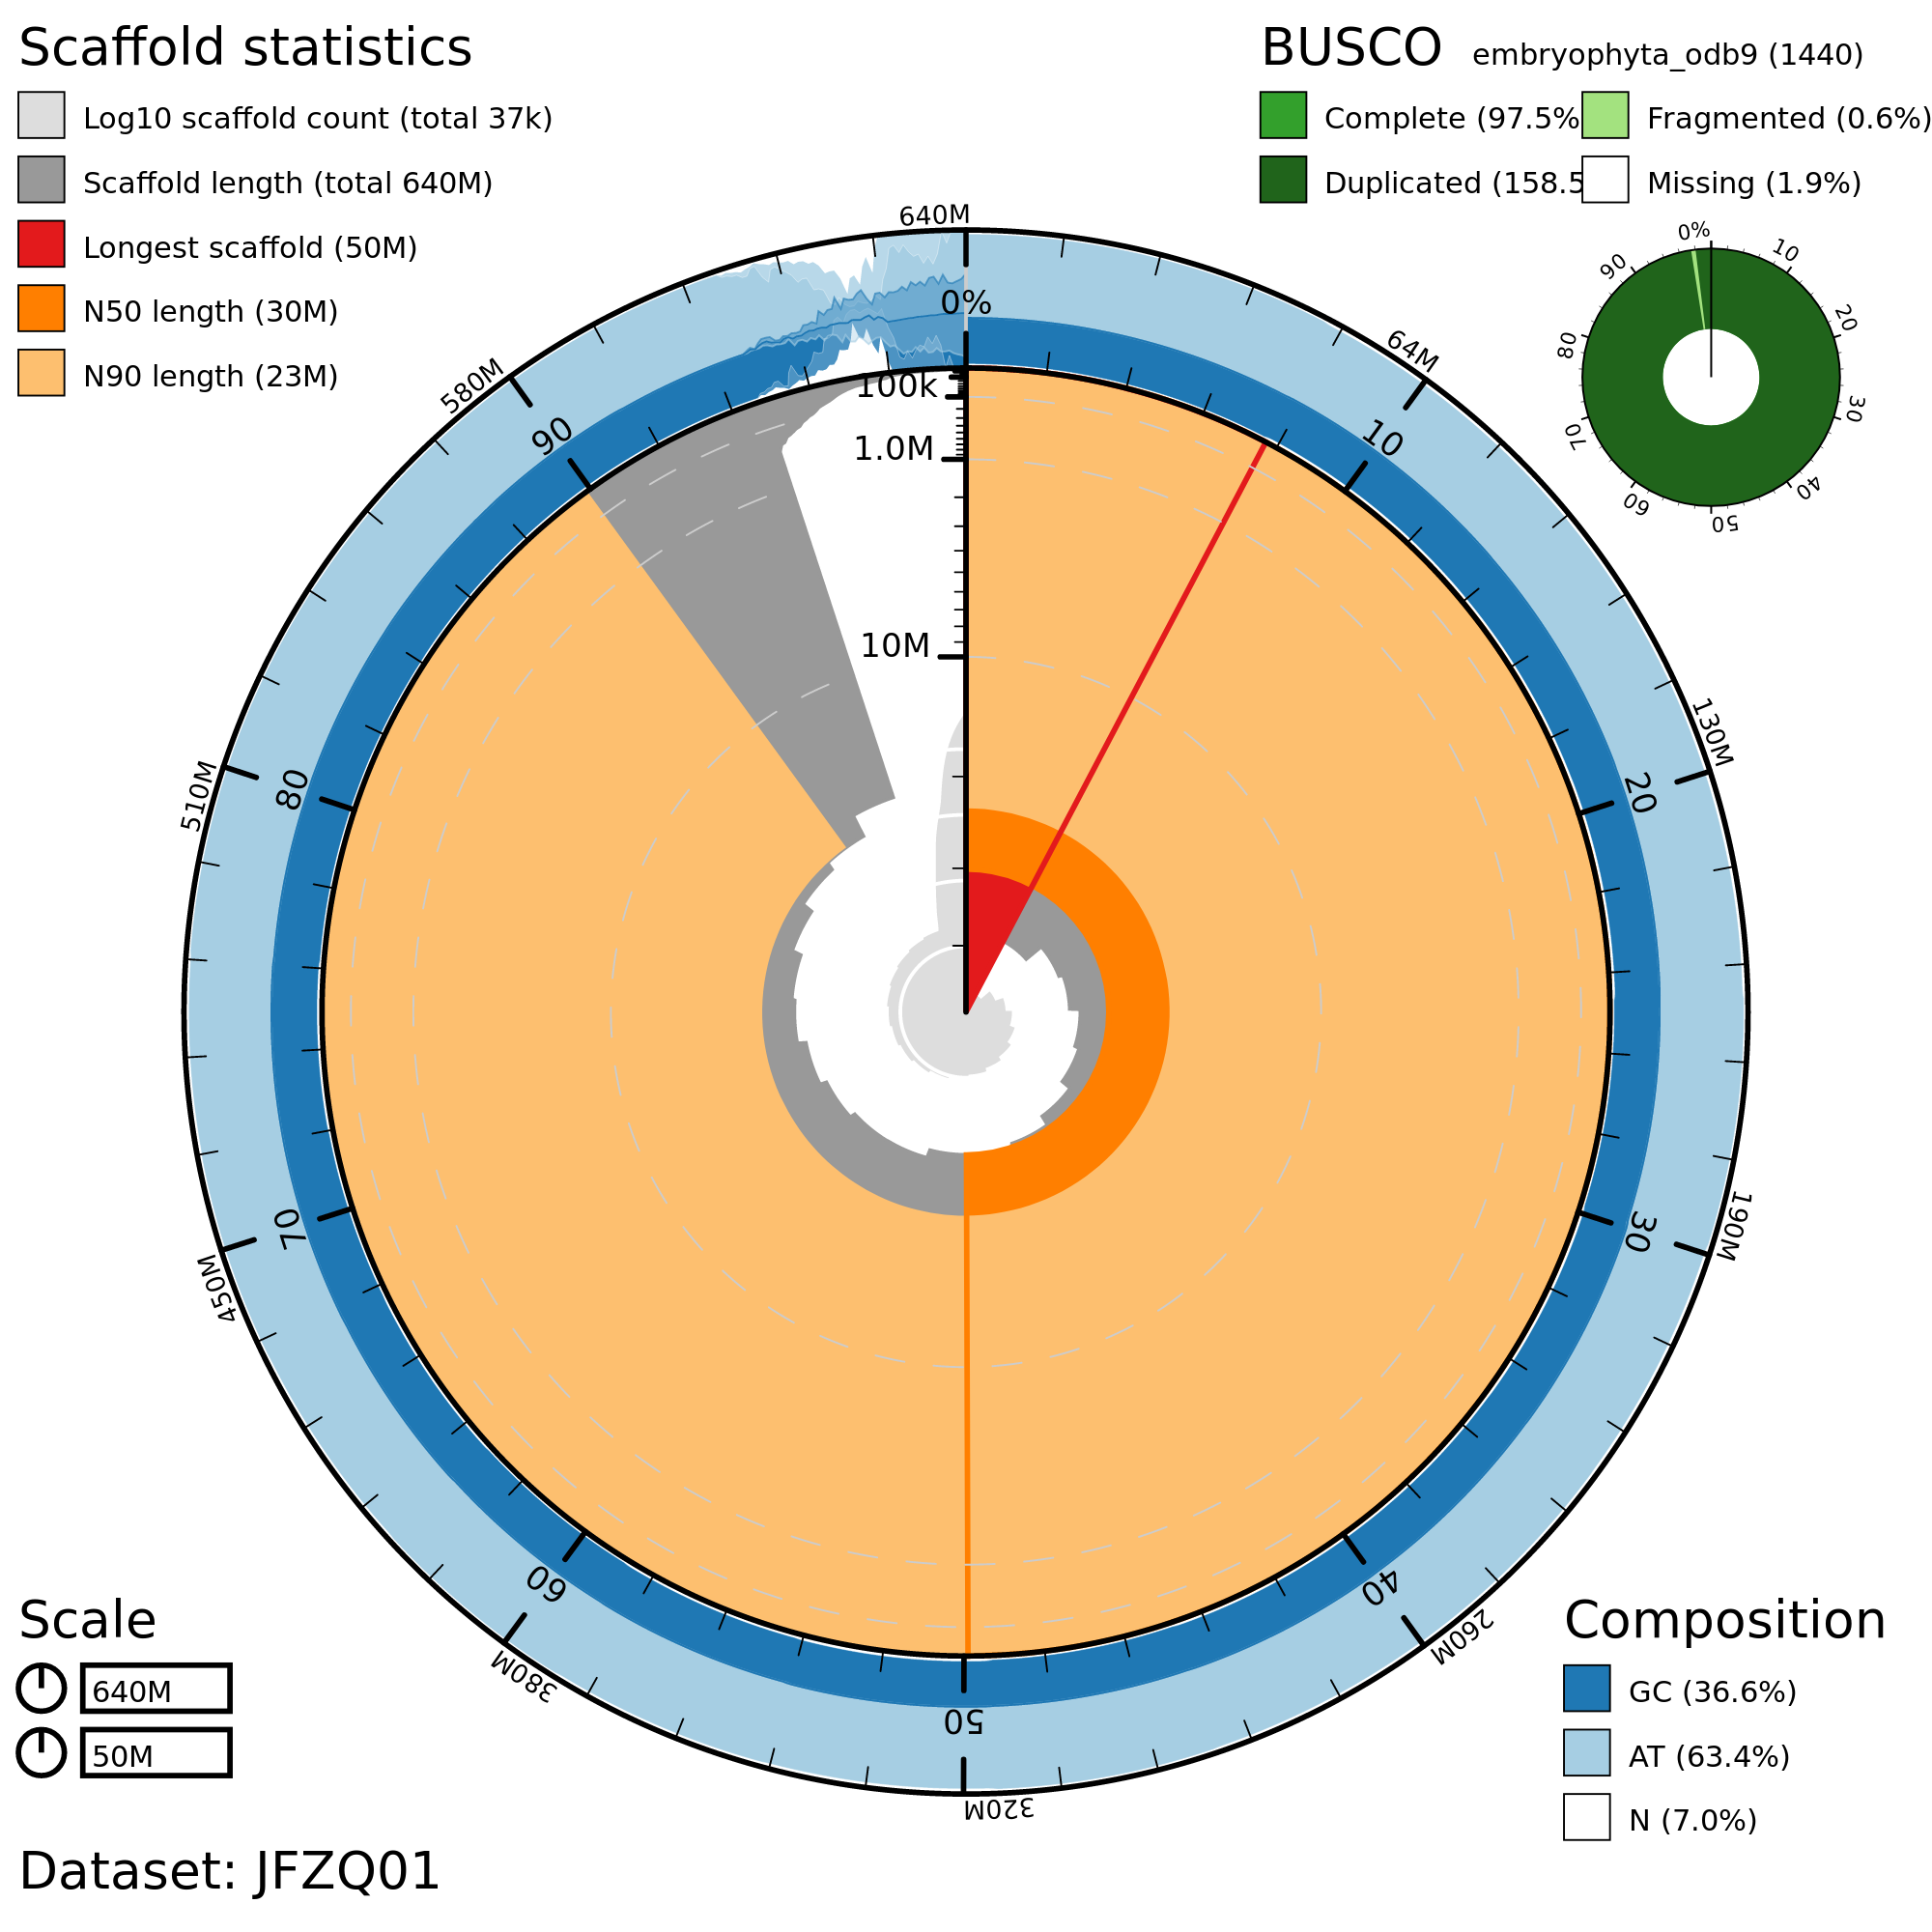 Scaffold statistics
Log10 scaffold count (total 37k)
Scaffold length (total 640M)
Longest scaffold (50M)
N50 length (30M)
N90 length (23M)
BUSCO embryophyta_odb9 (1440)
Complete (97.5%
Fragmented (0.6%)
Duplicated (158.5
Missing (1.9%)
0%
10
20
30
40
50
60
70
80
90
640M
64M
130M
190M
260M
320M
380M
450M
510M
580M
0%
10
20
30
40
50
60
70
80
90
100k
1.0M
10M
Scale
640M
50M
Composition
GC (36.6%)
AT (63.4%)
N (7.0%)
Dataset: JFZQ01